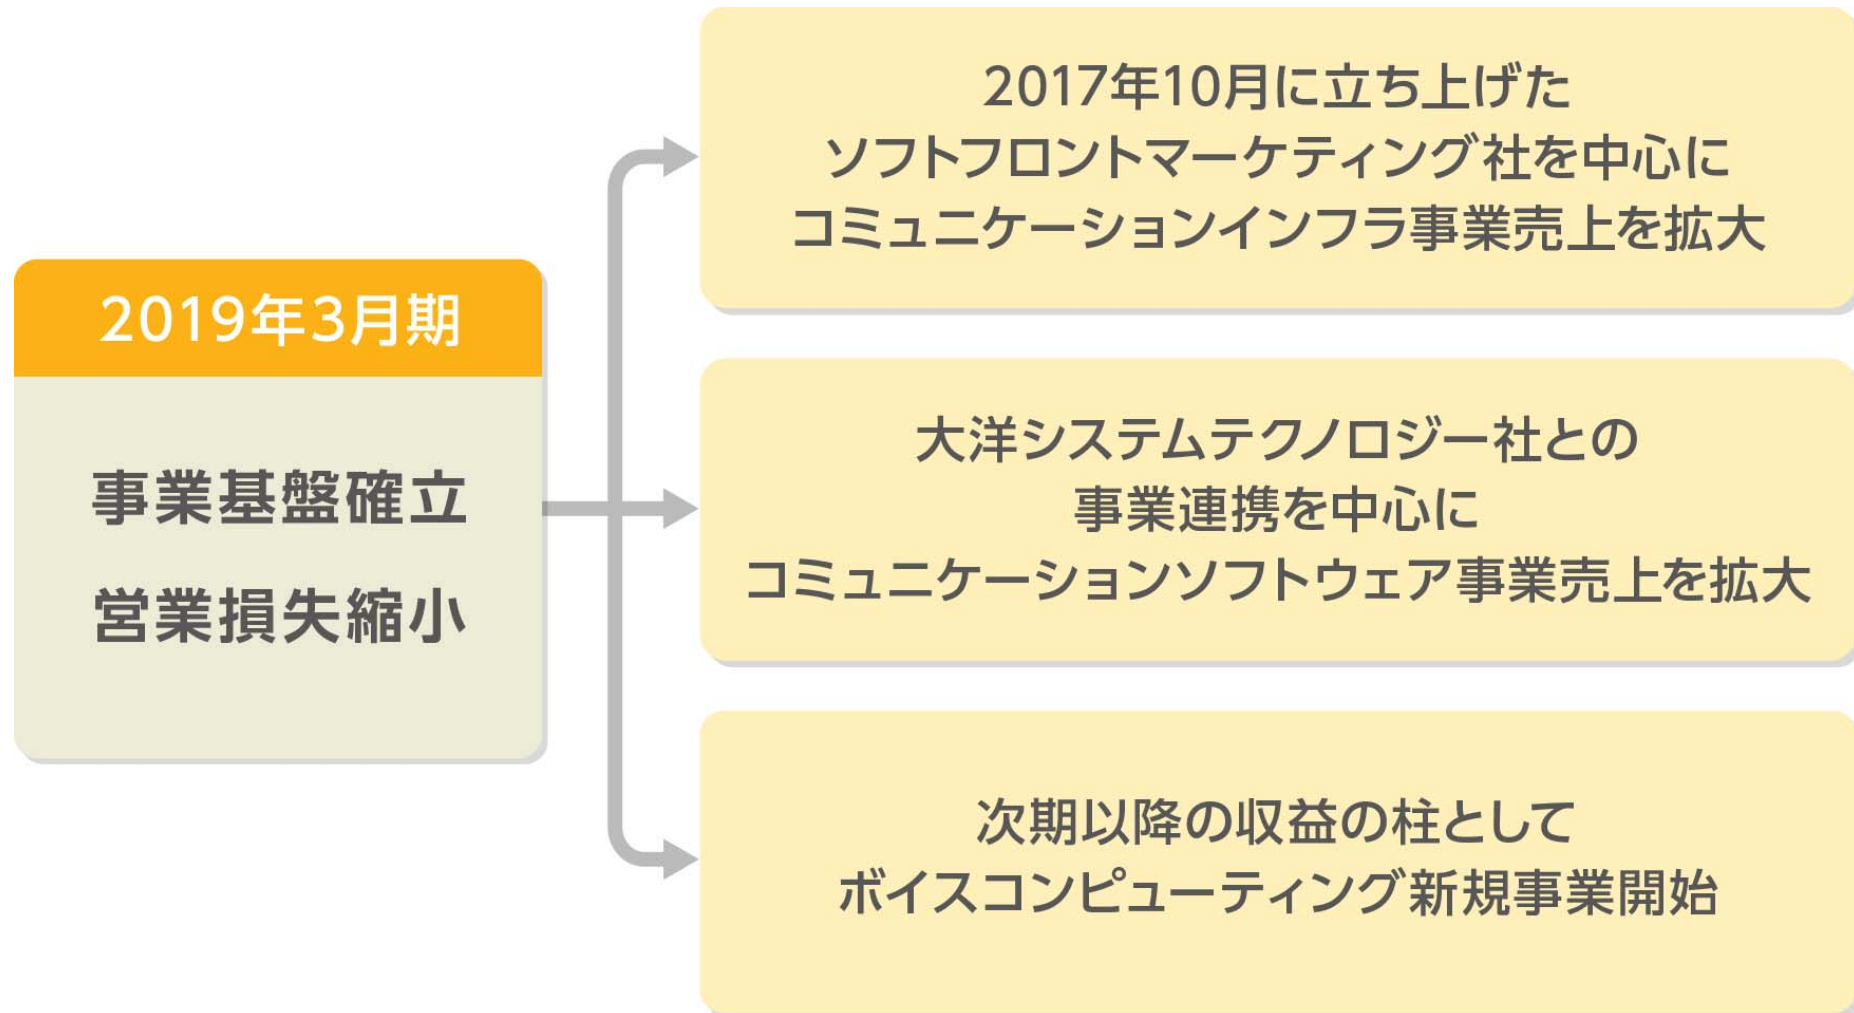 2019年3月期
事業基盤確立
営業損失縮小
2017年10月に立ち上げた
ソフトフロントマーケティング社を中心に
コミュニケーションインフラ事業売上を拡大
大洋システムテクノロジー社との
事業連携を中心に
コミュニケーションソフトウェア事業売上を拡大
次期以降の収益の柱として
ボイスコンピューティング新規事業開始